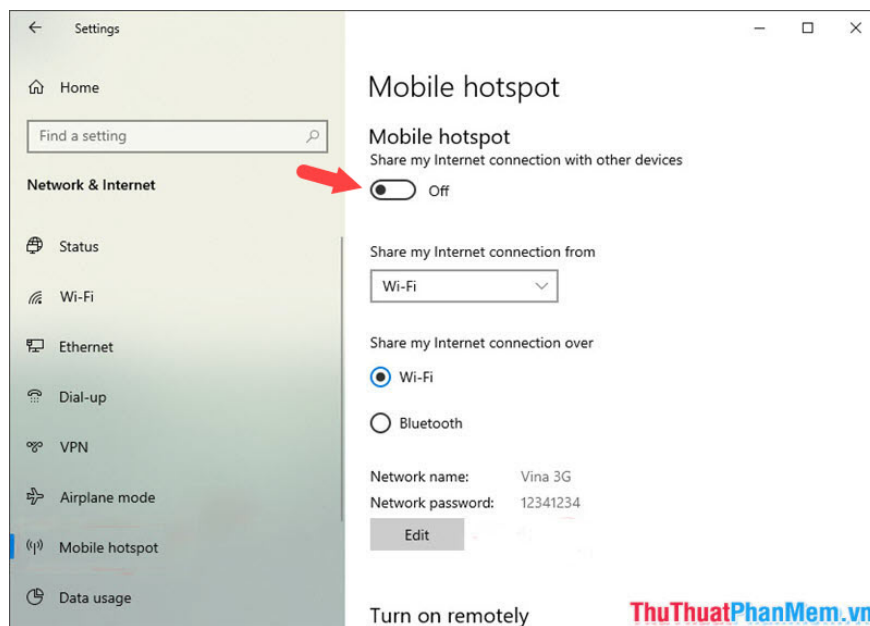 Settings
Home
Find a setting
Network & Internet
Status
Wi-Fi
Ethernet
Dial-up
VPN
Airplane mode
Mobile hotspot
Data usage
Mobile hotspot
Mobile hotspot
Share my Internet connection with other devices
Off
Share my Internet connection from
Wi-Fi
Share my Internet connection over
Wi-Fi
Bluetooth
Network name: Vina 3G
Network password: 12341234
Edit
Turn on remotely
ThuThuatPhanMem.vn